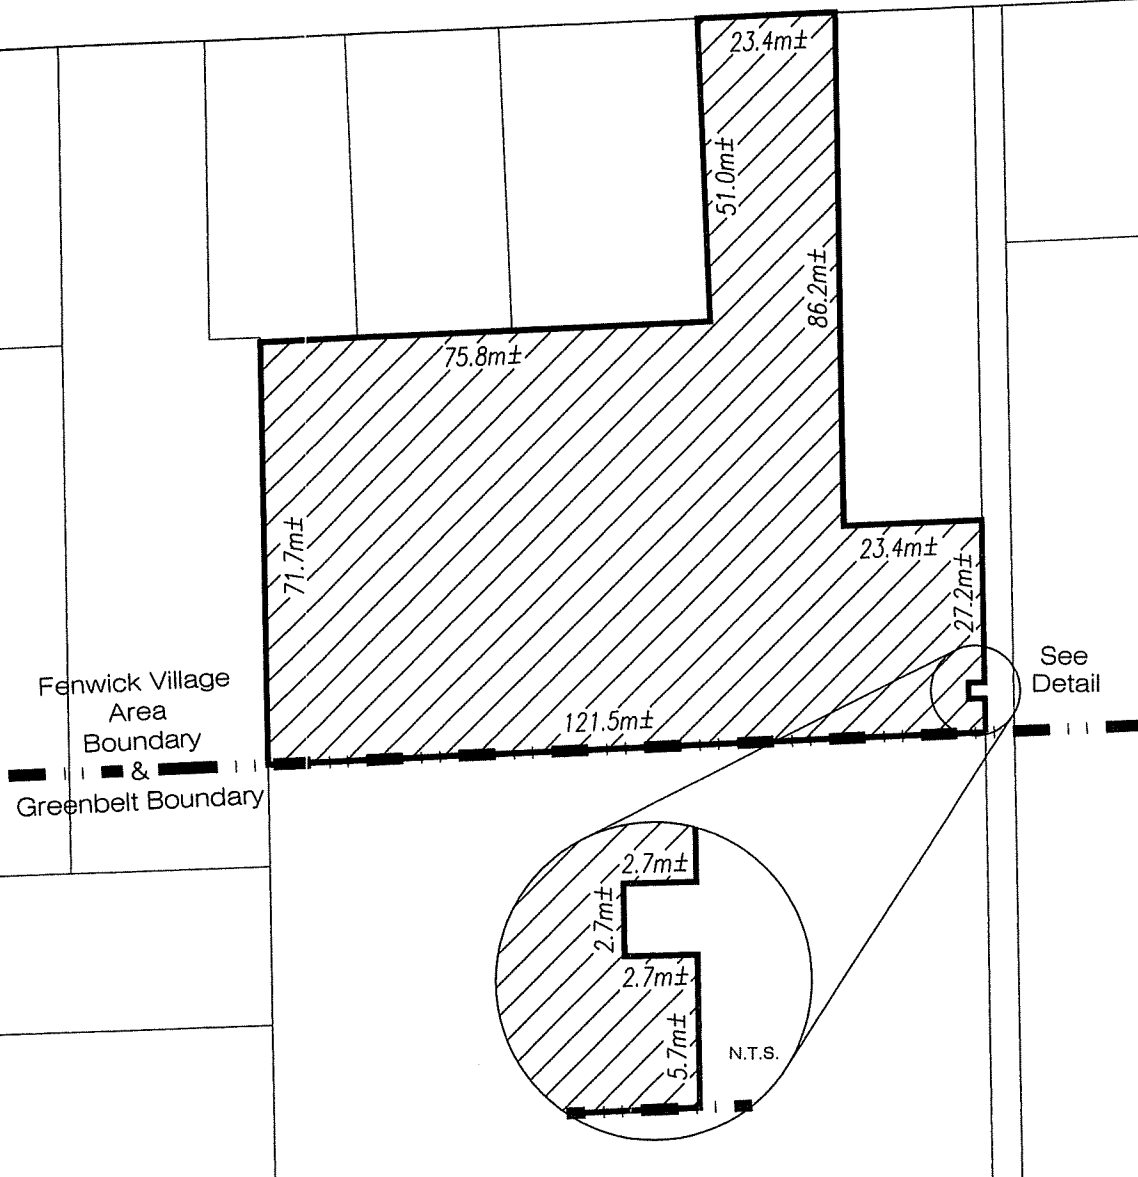 23.4m±
51.0m±
86.2m±
75.8m±
23.4m±
71.7m±
27.2m±
See
Detail
Fenwick Village
Area
Boundary
&
Greenbelt Boundary
121.5m±
2.7m±
2.7m±
2.7m±
5.7m±
N.T.S.